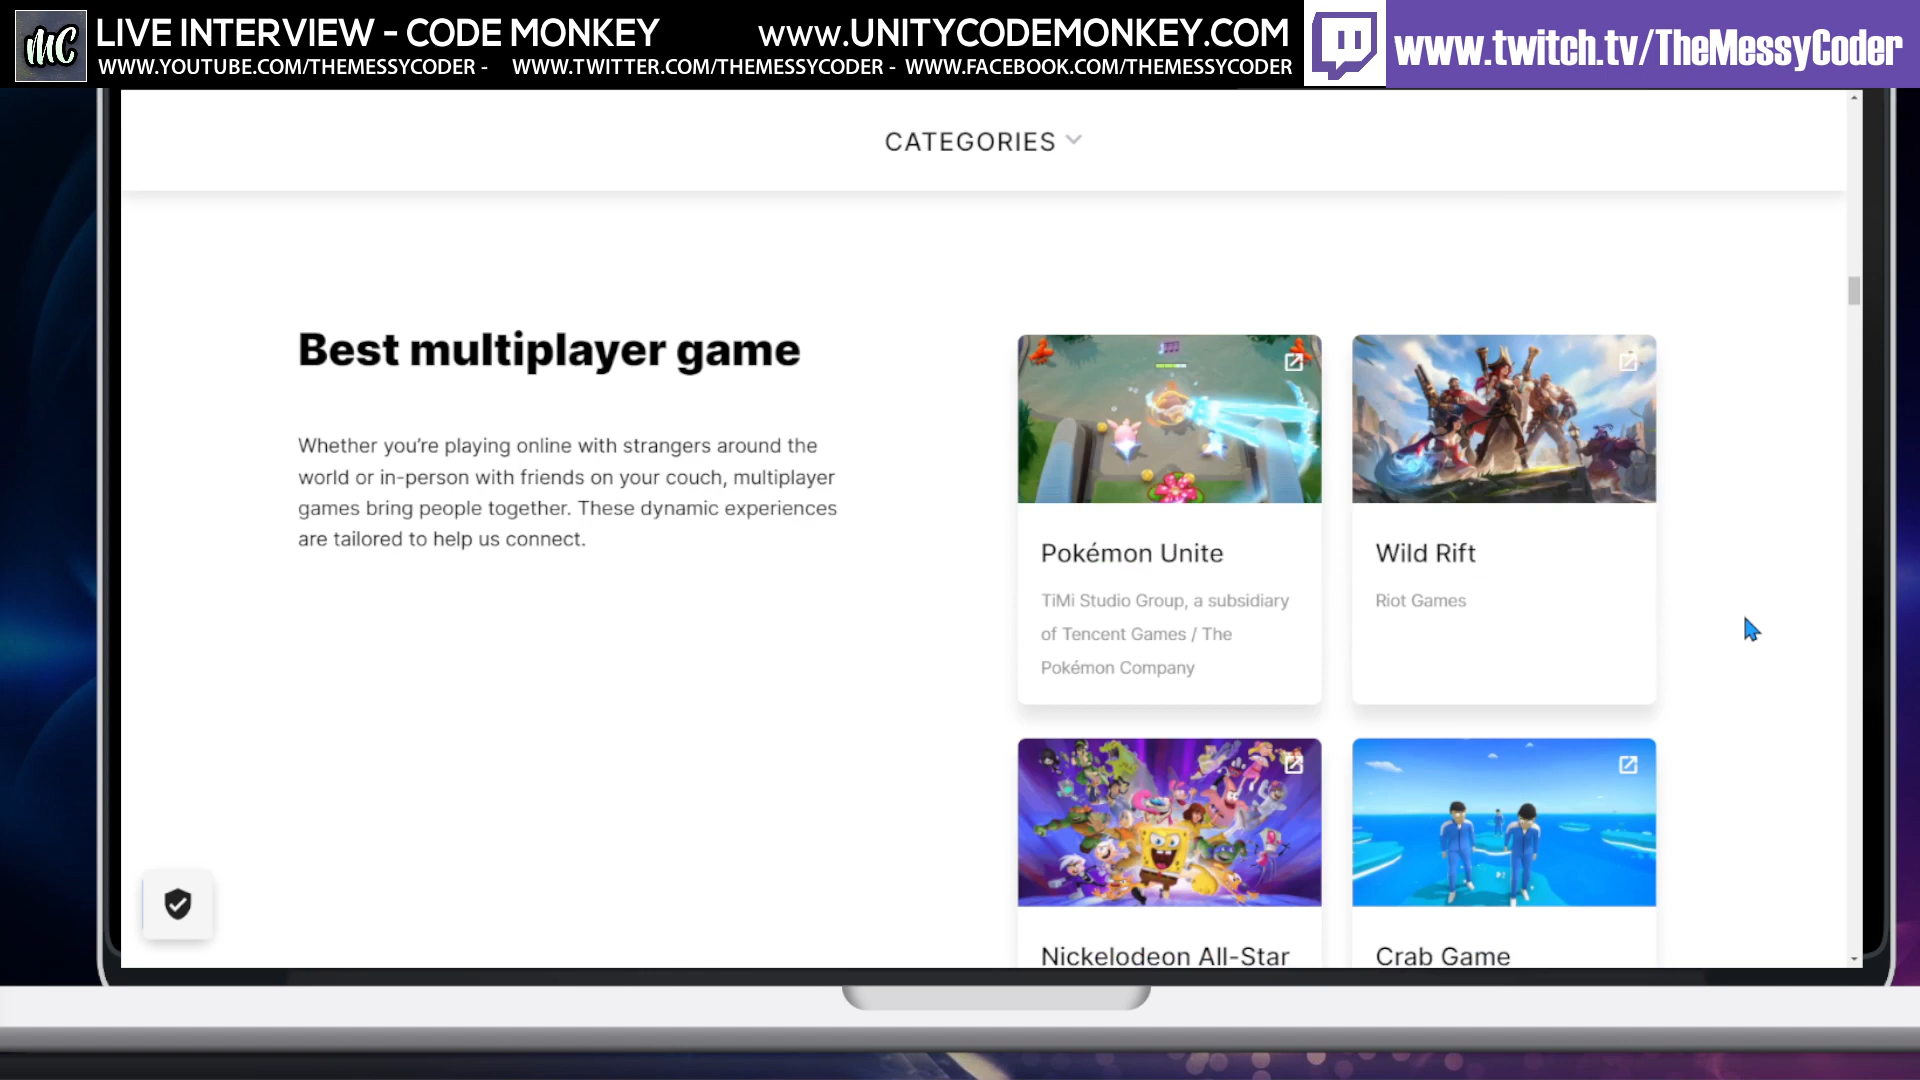 MC
LIVE INTERVIEW - CODE MONKEY
www.UNITYCODEMONKEY.COM
WWW.YOUTUBE.COM/THEMESSYCODER -
WWW.TWITTER.COM/THEMESSYCODER -
WWW.FACEBOOK.COM/THEMESSYCODER
www.twitch.tv/TheMessyCoder
CATEGORIES
Best multiplayer game
Whether you’re playing online with strangers around the
world or in-person with friends on your couch, multiplayer
games bring people together. These dynamic experiences
are tailored to help us connect.
Pokémon Unite
TiMi Studio Group, a subsidiary
of Tencent Games / The
Pokémon Company
Wild Rift
Riot Games
Nickelodeon All-Star
Crab Game